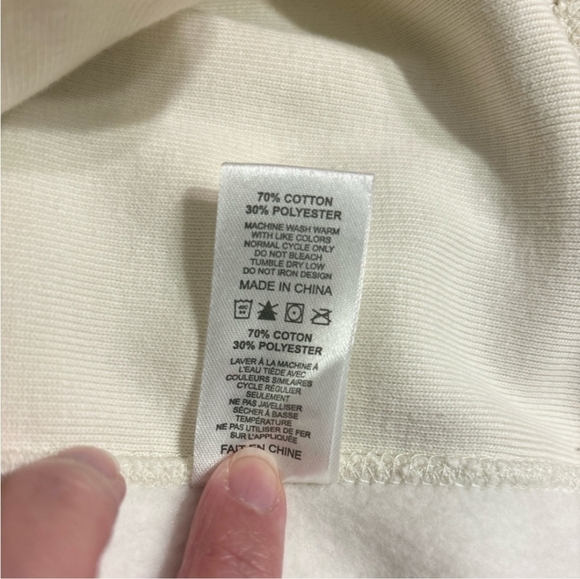 70% COTTON
30% POLYESTER
MACHINE WASH WARM
WITH LIKE COLORS
NORMAL CYCLE ONLY
DO NOT BLEACH
TUMBLE DRY LOW
DO NOT IRON DESIGN
MADE IN CHINA
70% COTON
30% POLYESTER
LAVER À LA MACHINE À
L'EAU TIÈDE AVEC
COULEURS SIMILAIRES
CYCLE RÉGULIER
SEULEMENT
NE PAS JAVELLISER
SÉCHER À BASSE
TEMPÉRATURE
NE PAS UTILISER DE FER
SUR L'APPLIQUÉE
FAIT EN CHINE